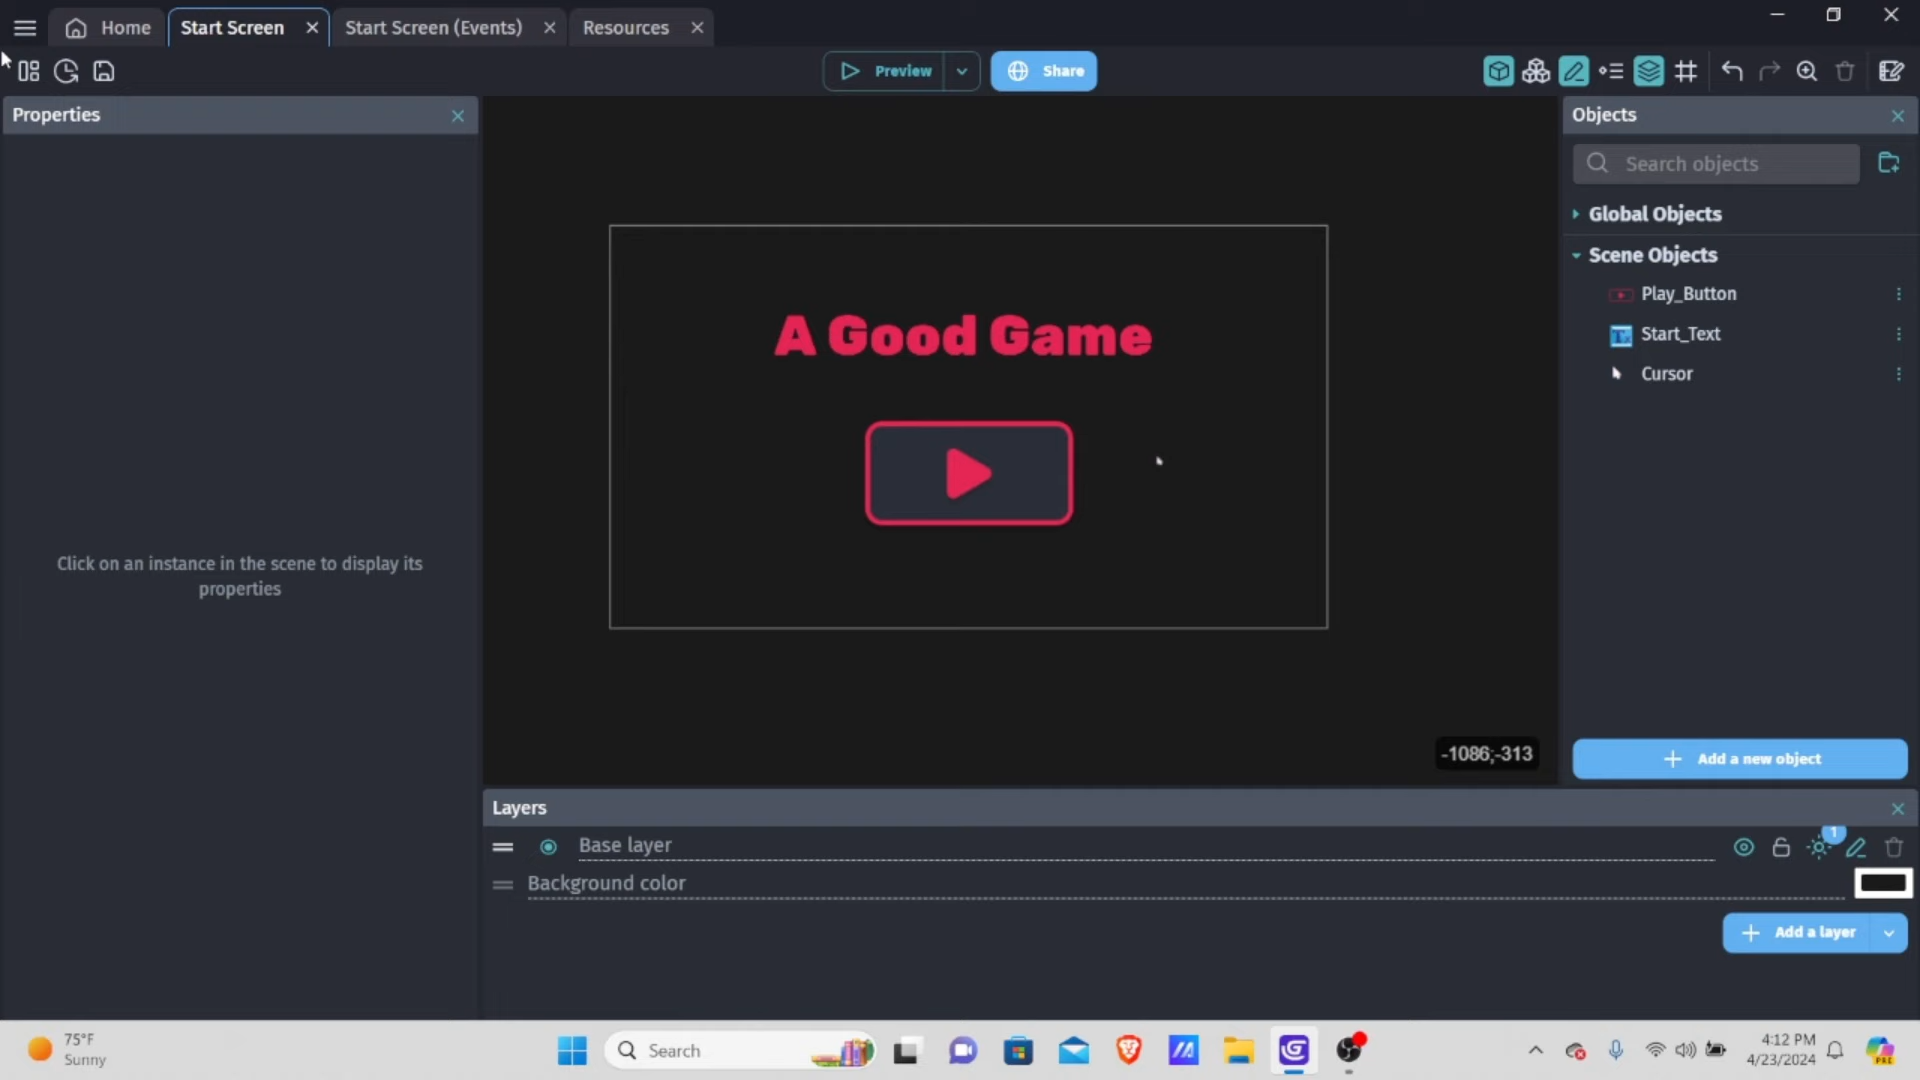 Home
Start Screen
Start Screen (Events)
Resources
Preview
Share
Properties
Click on an instance in the scene to display its
properties
A Good Game
-1086;-313
Objects
Search objects
Global Objects
Scene Objects
Play_Button
Start_Text
Cursor
Add a new object
Layers
Base layer
1
Background color
Add a layer
75°F
Sunny
Search
4:12 PM
4/23/2024
PRE